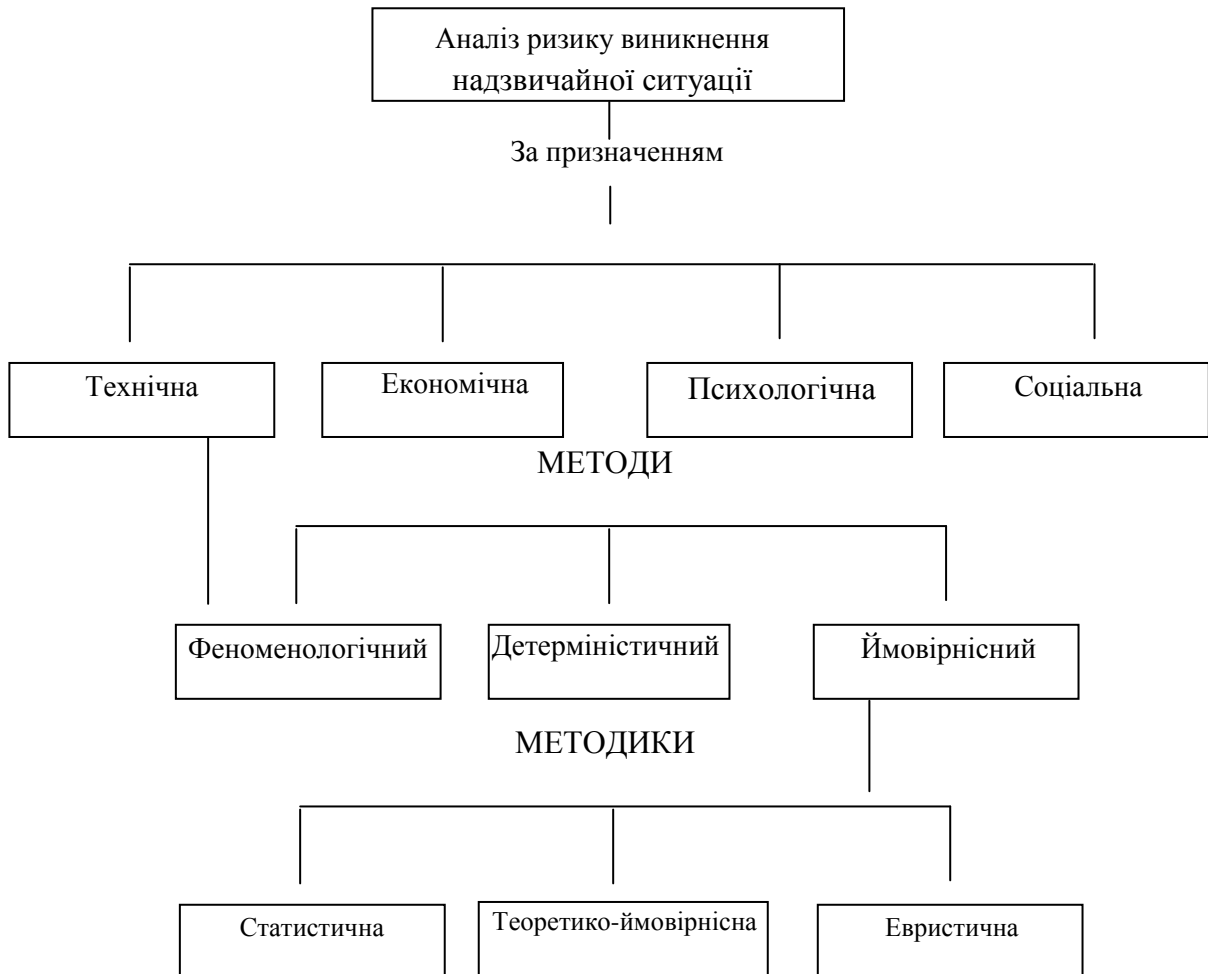 Аналіз ризику виникнення
надзвичайної ситуації
За призначенням
Технічна
Економічна
Психологічна
Соціальна
МЕТОДИ
Феноменологічний
Детерміністичний
Ймовірнісний
МЕТОДИКИ
Статистична
Теоретико-ймовірнісна
Евристична